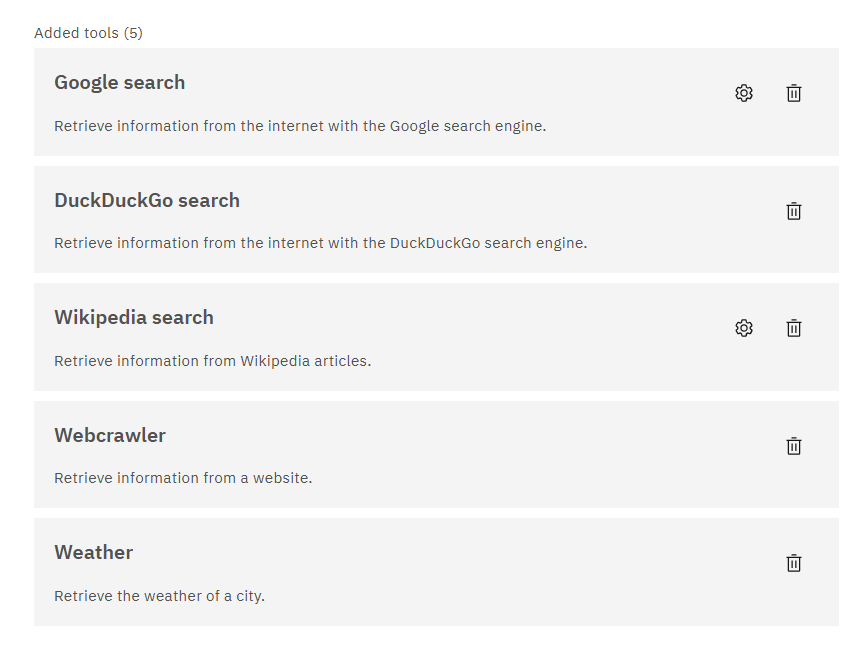 Added tools (5)
Google search
Retrieve information from the internet with the Google search engine.
DuckDuckGo search
Retrieve information from the internet with the DuckDuckGo search engine.
Wikipedia search
Retrieve information from Wikipedia articles.
Webcrawler
Retrieve information from a website.
Weather
Retrieve the weather of a city.